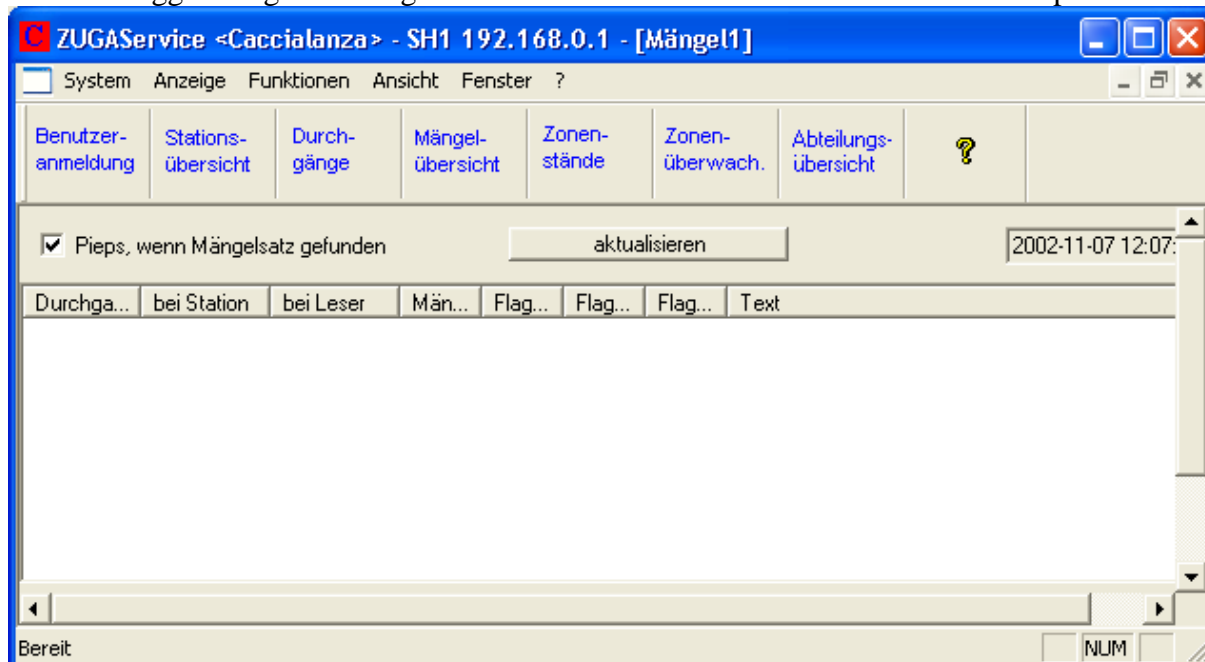 C ZUGAService <Caccialanza> - SH1 192.168.0.1 - [Mängel1]
System Anzeige Funktionen Ansicht Fenster ?
Benutzer-anmeldung Stations-übersicht Durch-gänge Mängel-übersicht Zonen-stände Zonen-überwach. Abteilungs-übersicht ?
Pieps, wenn Mängelsatz gefunden aktualisieren 2002-11-07 12:07:
Durchga... bei Station bei Leser Män... Flag... Flag... Flag... Text
Bereit NUM